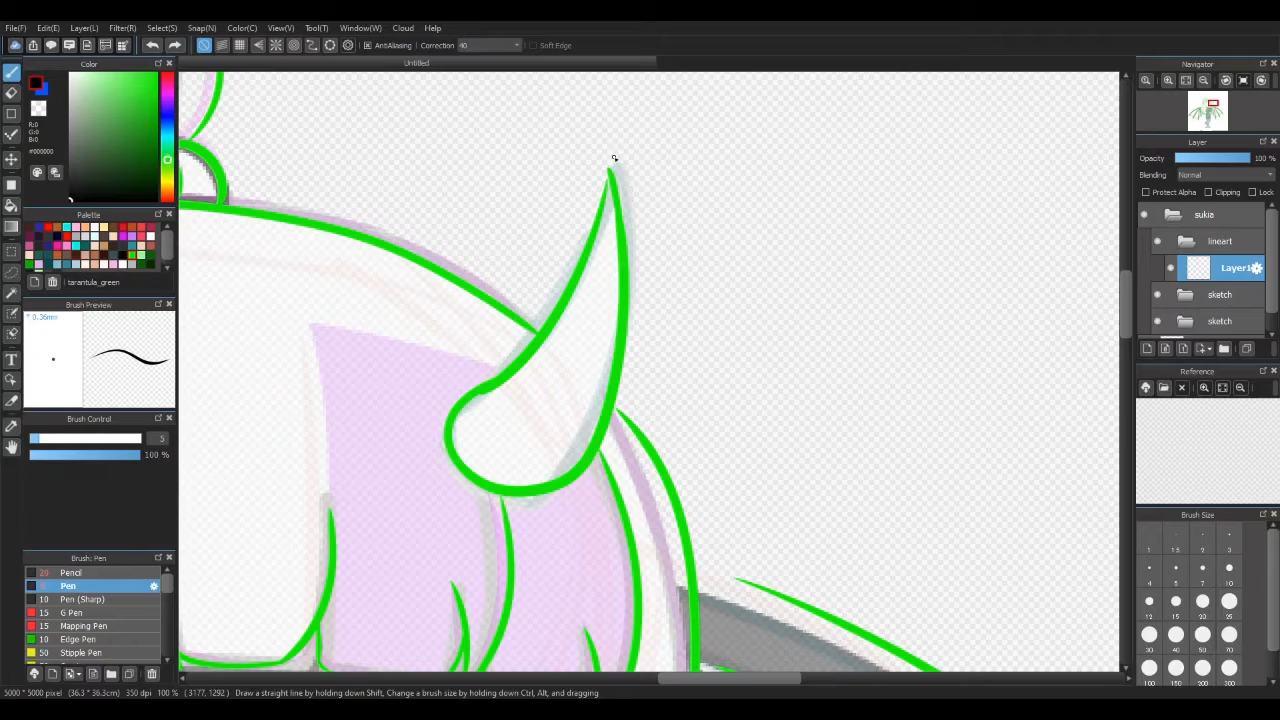 File(F) Edit(E) Layer(L) Filter(R) Select(S) Snap(N) Color(C) View(V) Tool(T) Window(W) Cloud Help
AntiAliasing Correction 40 Soft Edge
Color
Untitled
Navigator
R:0
G:0
B:0
#000000
Layer
Opacity 100 %
Blending Normal
Protect Alpha Clipping Lock
Palette
sukia
lineart
Layer1
tarantula_green
sketch
Brush Preview
* 0.36mm
sketch
Reference
Brush Control
5
100 %
Brush Size
1 1.5 2 3
4 5 7 10
12 15 20 25
30 40 50 70
100 150 200 300
Brush: Pen
20 Pencil
Pen
10 Pen (Sharp)
15 G Pen
15 Mapping Pen
10 Edge Pen
50 Stipple Pen
5000 * 5000 pixel (36.3 * 36.3cm) 350 dpi 100 % ( 3177, 1292 ) Draw a straight line by holding down Shift, Change a brush size by holding down Ctrl, Alt, and dragging